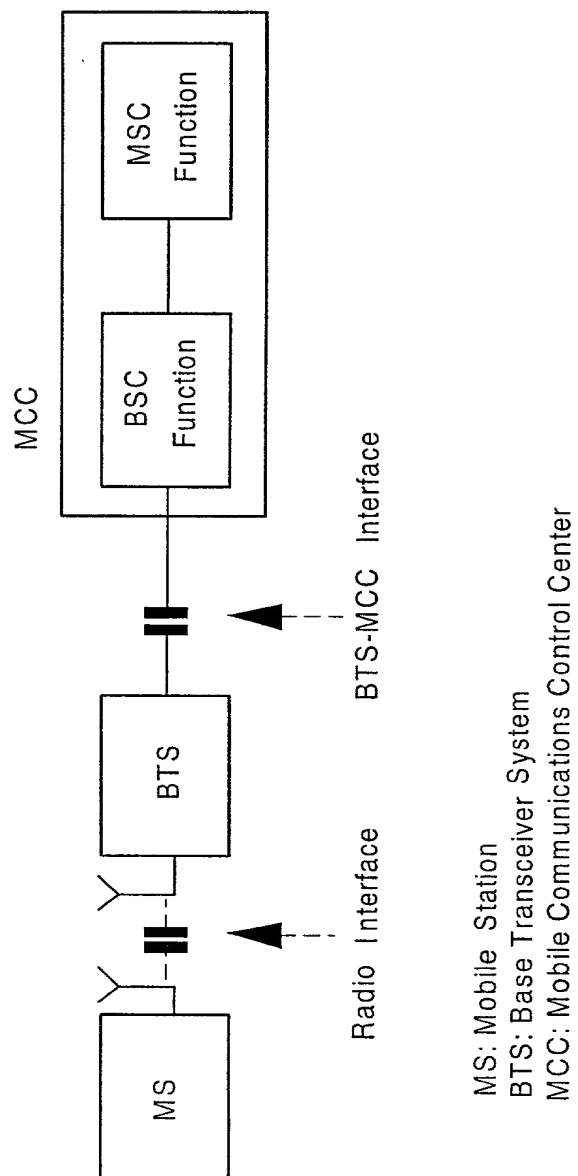 MCC
MS
BTS
BSC
Function
MSC
Function
Radio Interface
BTS-MCC Interface
MS: Mobile Station
BTS: Base Transceiver System
MCC: Mobile Communications Control Center